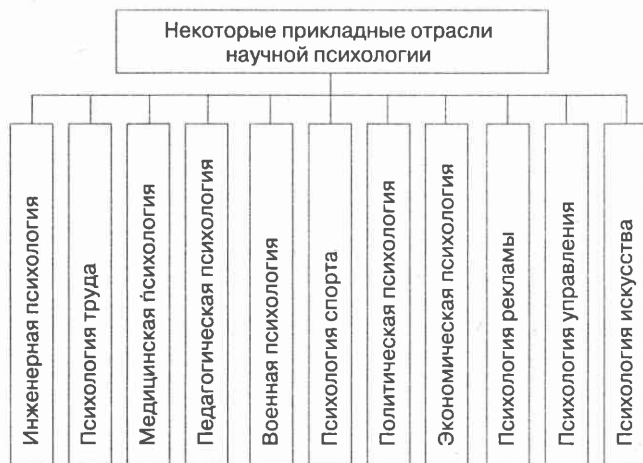 Некоторые прикладные отрасли
научной психологии
Инженерная психология
Психология труда
Медицинская психология
Педагогическая психология
Военная психология
Психология спорта
Политическая психология
Экономическая психология
Психология рекламы
Психология управления
Психология искусства